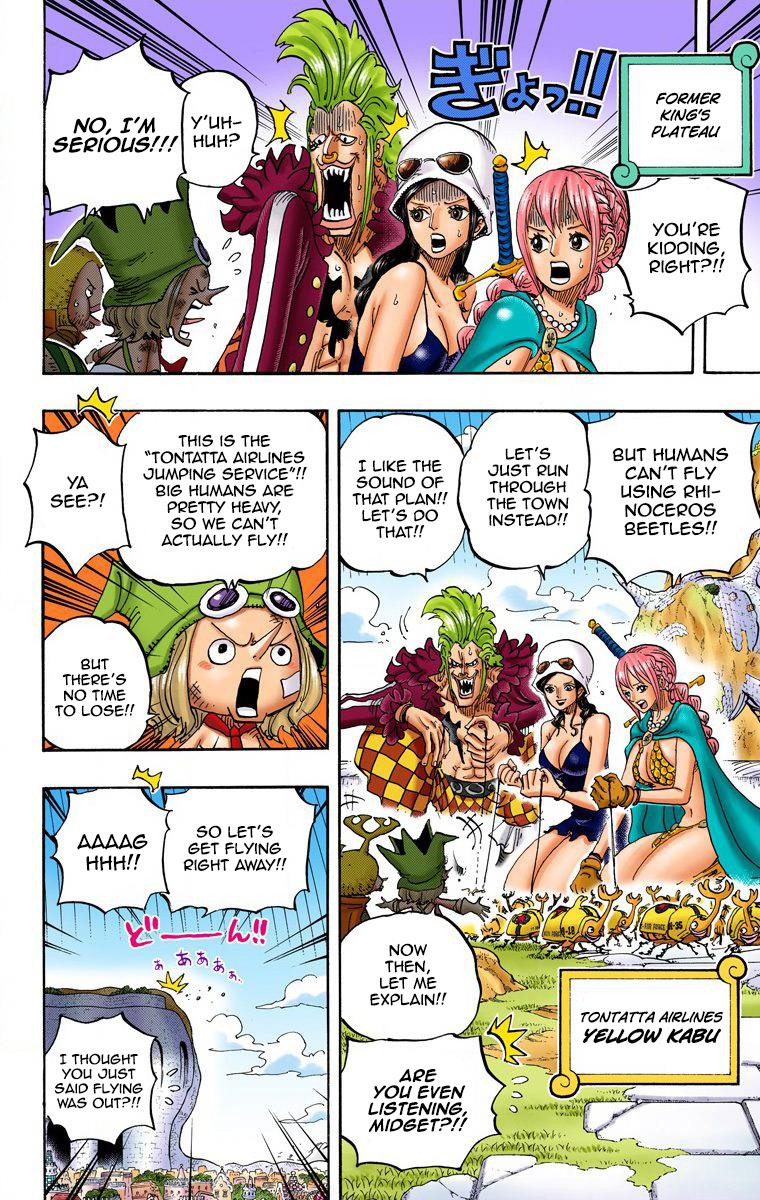 FORMER
KING'S
PLATEAU
YOU'RE
KIDDING,
RIGHT?!!
ぎょっ!!
Y'UH-
HUH?
NO, I'M
SERIOUS!!!
BUT HUMANS
CAN'T FLY
USING RHI-
NOCEROS
BEETLES!!
LET'S
JUST RUN
THROUGH
THE TOWN
INSTEAD!!
I LIKE THE
SOUND OF
THAT PLAN!!
LET'S DO
THAT!!
TONTATTA AIRLINES
YELLOW KABU
NOW
THEN,
LET ME
EXPLAIN!!
ARE
YOU EVEN
LISTENING,
MIDGET?!!
THIS IS THE
"TONTATTA AIRLINES
JUMPING SERVICE"!!
BIG HUMANS ARE
PRETTY HEAVY,
SO WE CAN'T
ACTUALLY FLY!!
YA
SEE?!
BUT
THERE'S
NO TIME
TO LOSE!!
SO LET'S
GET FLYING
RIGHT AWAY!!
AAAAG
HHH!!
どーーん!!
ぁあああぁ
I THOUGHT
YOU JUST
SAID FLYING
WAS OUT?!!